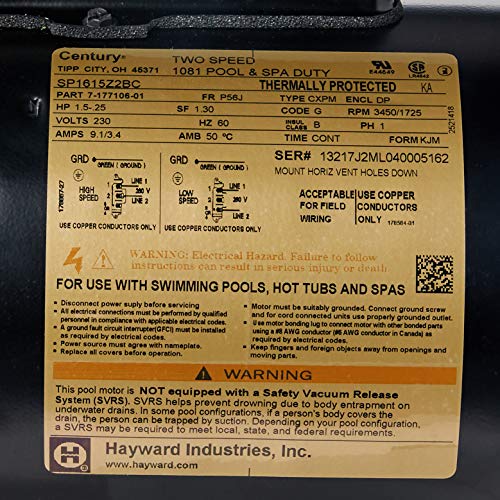 Century®
TIPP CITY, OH 45371
TWO SPEED
1081 POOL & SPA DUTY
E44649
LR4642
SP1615Z2BC
THERMALLY PROTECTED KA
PART 7-177106-01 FR P56J TYPE CXPM ENCL DP
HP 1.5-.25 SF 1.30 CODE G RPM 3450/1725
VOLTS 230 HZ 60 INSUL CLASS B PH 1
AMPS 9.1/3.4 AMB 50 °C TIME CONT FORM KJM
2521418
GRD GREEN (GROUND)
HIGH SPEED
LINE 1
LINE 2
GRD GREEN (GROUND)
LOW SPEED
LINE 1
LINE 2
USE COPPER CONDUCTORS ONLY
USE COPPER CONDUCTORS ONLY
SER# 13217J2ML040005162
MOUNT HORIZ VENT HOLES DOWN
ACCEPTABLE FOR FIELD WIRING
USE COPPER CONDUCTORS ONLY
176564-01
WARNING: Electrical Hazard. Failure to follow
instructions can result in serious injury or death
FOR USE WITH SWIMMING POOLS, HOT TUBS AND SPAS
• Disconnect power supply before servicing
• All electrical connections must be performed by qualified
personnel in compliance with applicable electrical codes.
• A ground fault circuit interrupter(GFCI) must be installed
as required by electrical codes.
• Power source must agree with nameplate.
• Replace all covers before operation.
• Motor must be suitably grounded. Connect ground screw
and for cord connected units use properly grounded outlet.
• Use motor bonding lug to connect motor with other bonded parts
using a #8 AWG conductor (#6 AWG conductor in Canada) as
required by electrical codes.
• Keep fingers and foreign objects away from openings and
moving parts.
WARNING
This pool motor is NOT equipped with a Safety Vacuum Release
System (SVRS). SVRS helps prevent drowning due to body entrapment on
underwater drains. In some pool configurations, if a person's body covers the
drain, the person can be trapped by suction. Depending on your pool configuration,
a SVRS may be required to meet local, state, and federal requirements.
H
Hayward Industries, Inc.
www.hayward.com